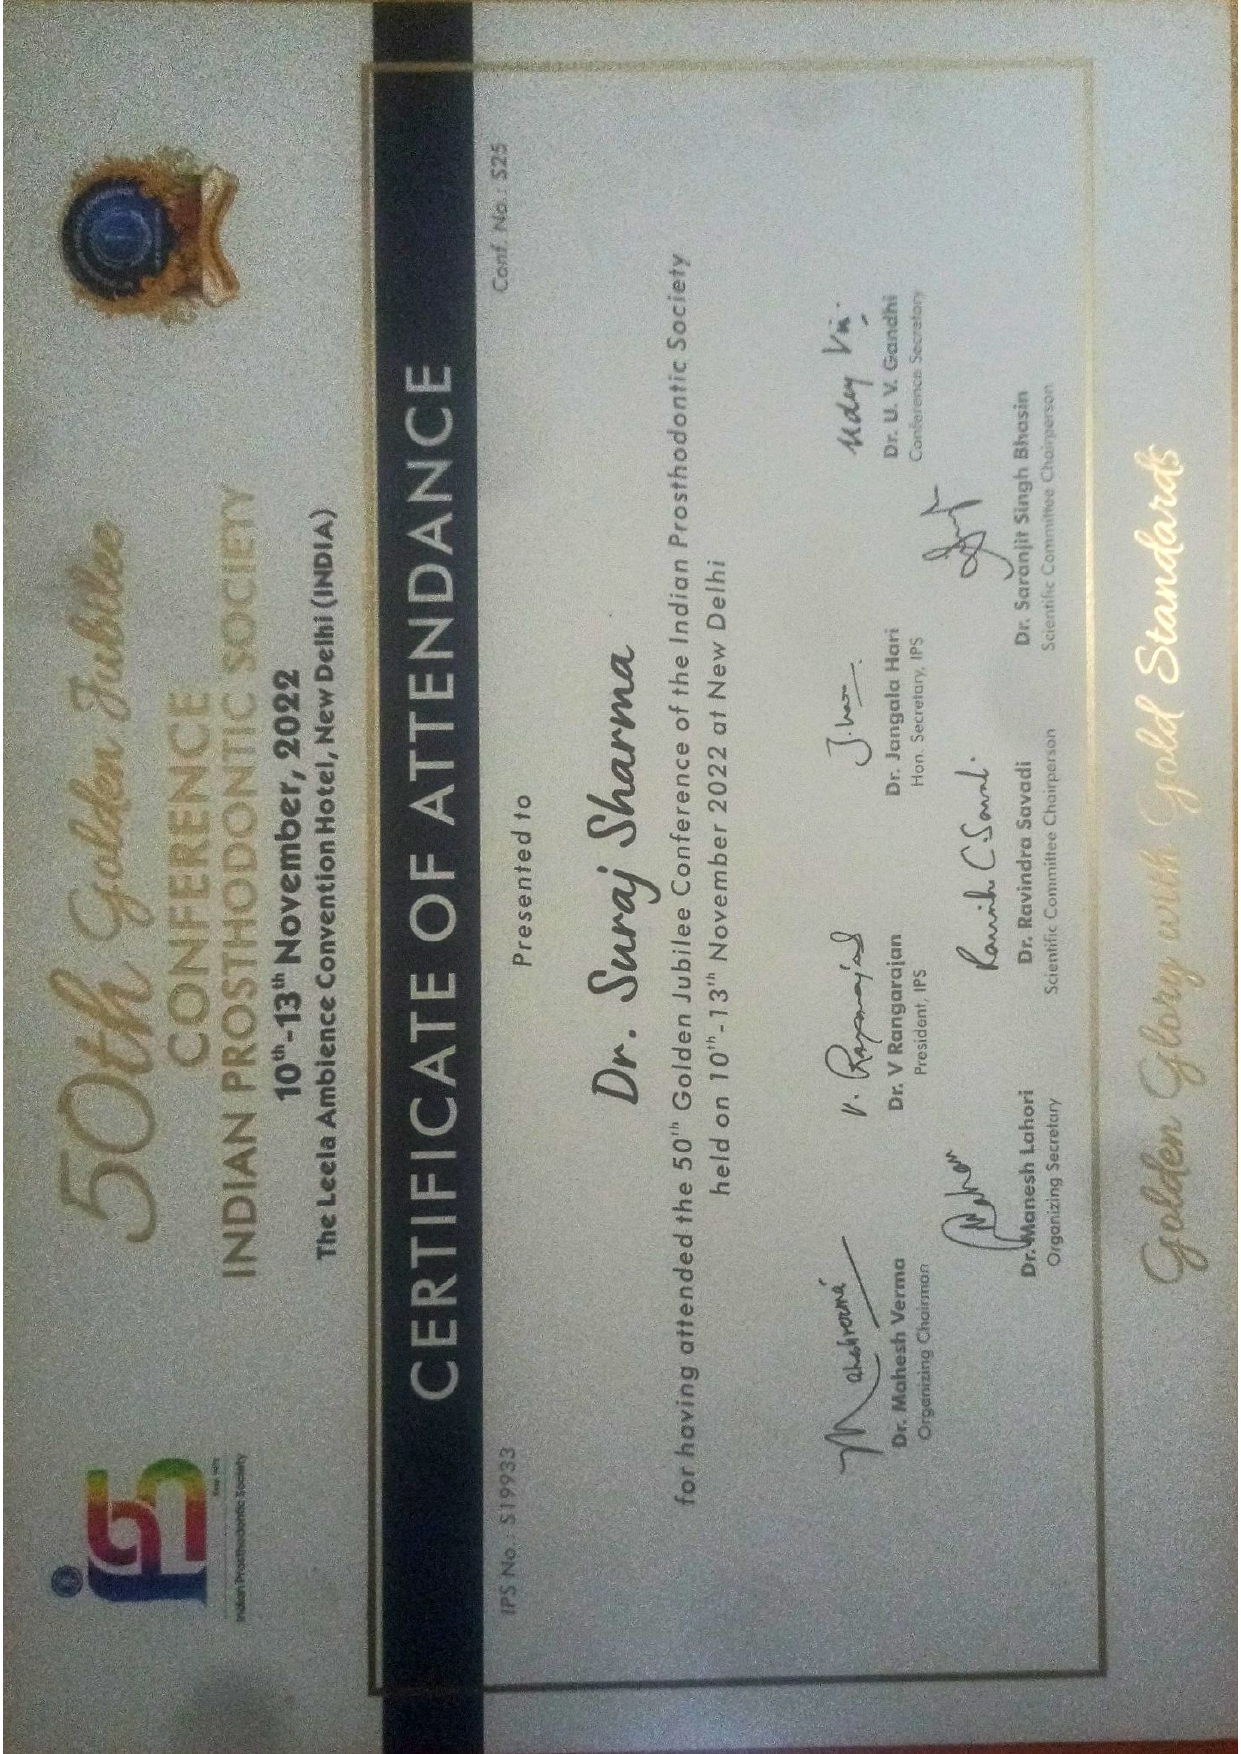 IPS
Since 1970
Indian Prosthodontic Society
50th Golden Jubilee
CONFERENCE
INDIAN PROSTHODONTIC SOCIETY
10th-13th November, 2022
The Leela Ambience Convention Hotel, New Delhi (INDIA)
CERTIFICATE OF ATTENDANCE
IPS No.: S19933
Conf. No.: S25
Presented to
Dr. Suraj Sharma
for having attended the 50th Golden Jubilee Conference of the Indian Prosthodontic Society
held on 10th-13th November 2022 at New Delhi
V. Rangarajan
J. Hari
Dr. Mahesh Verma
Organizing Chairman
Dr. V Rangarajan
President, IPS
Dr. Jangala Hari
Hon. Secretary, IPS
Dr. U. V. Gandhi
Conference Secretary
Dr. Manesh Lahori
Organizing Secretary
Dr. Ravindra Savadi
Scientific Committee Chairperson
Dr. Saranjit Singh Bhasin
Scientific Committee Chairperson
Golden Glory with Gold Standards